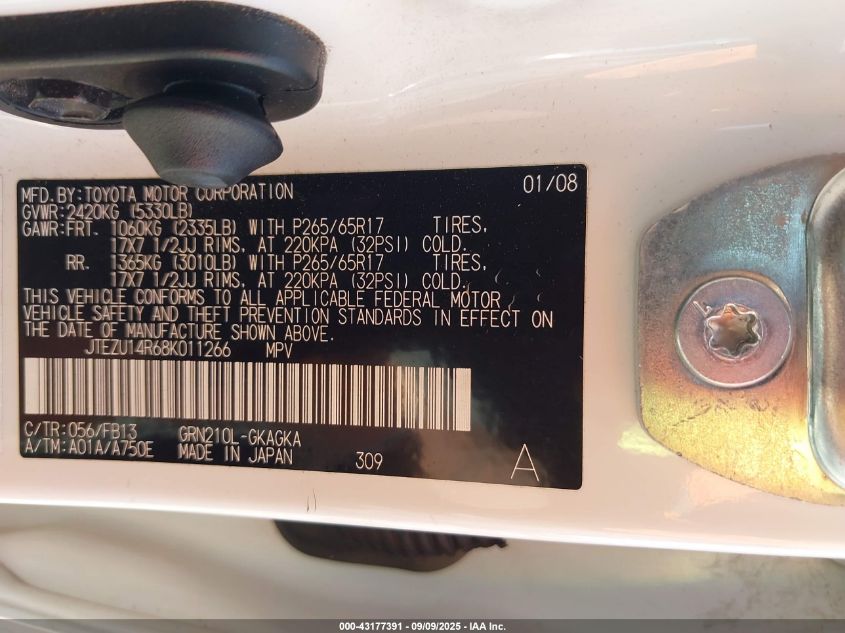 MFD.BY:TOYOTA MOTOR CORPORATION 01/08
GVWR:2420KG (5330LB)
GAWR:FRT. 1060KG (2335LB) WITH P265/65R17 TIRES,
17X7 1/2JJ RIMS, AT 220KPA (32PSI) COLD.
RR. 1365KG (3010LB) WITH P265/65R17 TIRES,
17X7 1/2JJ RIMS, AT 220KPA (32PSI) COLD.
THIS VEHICLE CONFORMS TO ALL APPLICABLE FEDERAL MOTOR
VEHICLE SAFETY AND THEFT PREVENTION STANDARDS IN EFFECT ON
THE DATE OF MANUFACTURE SHOWN ABOVE.
JTEZU14R68K011266 MPV
C/TR:056/FB13 GRN210L-GKAGKA
A/TM:A01A/A750E MADE IN JAPAN 309 A
000-43177391 - 09/09/2025 - IAA Inc.